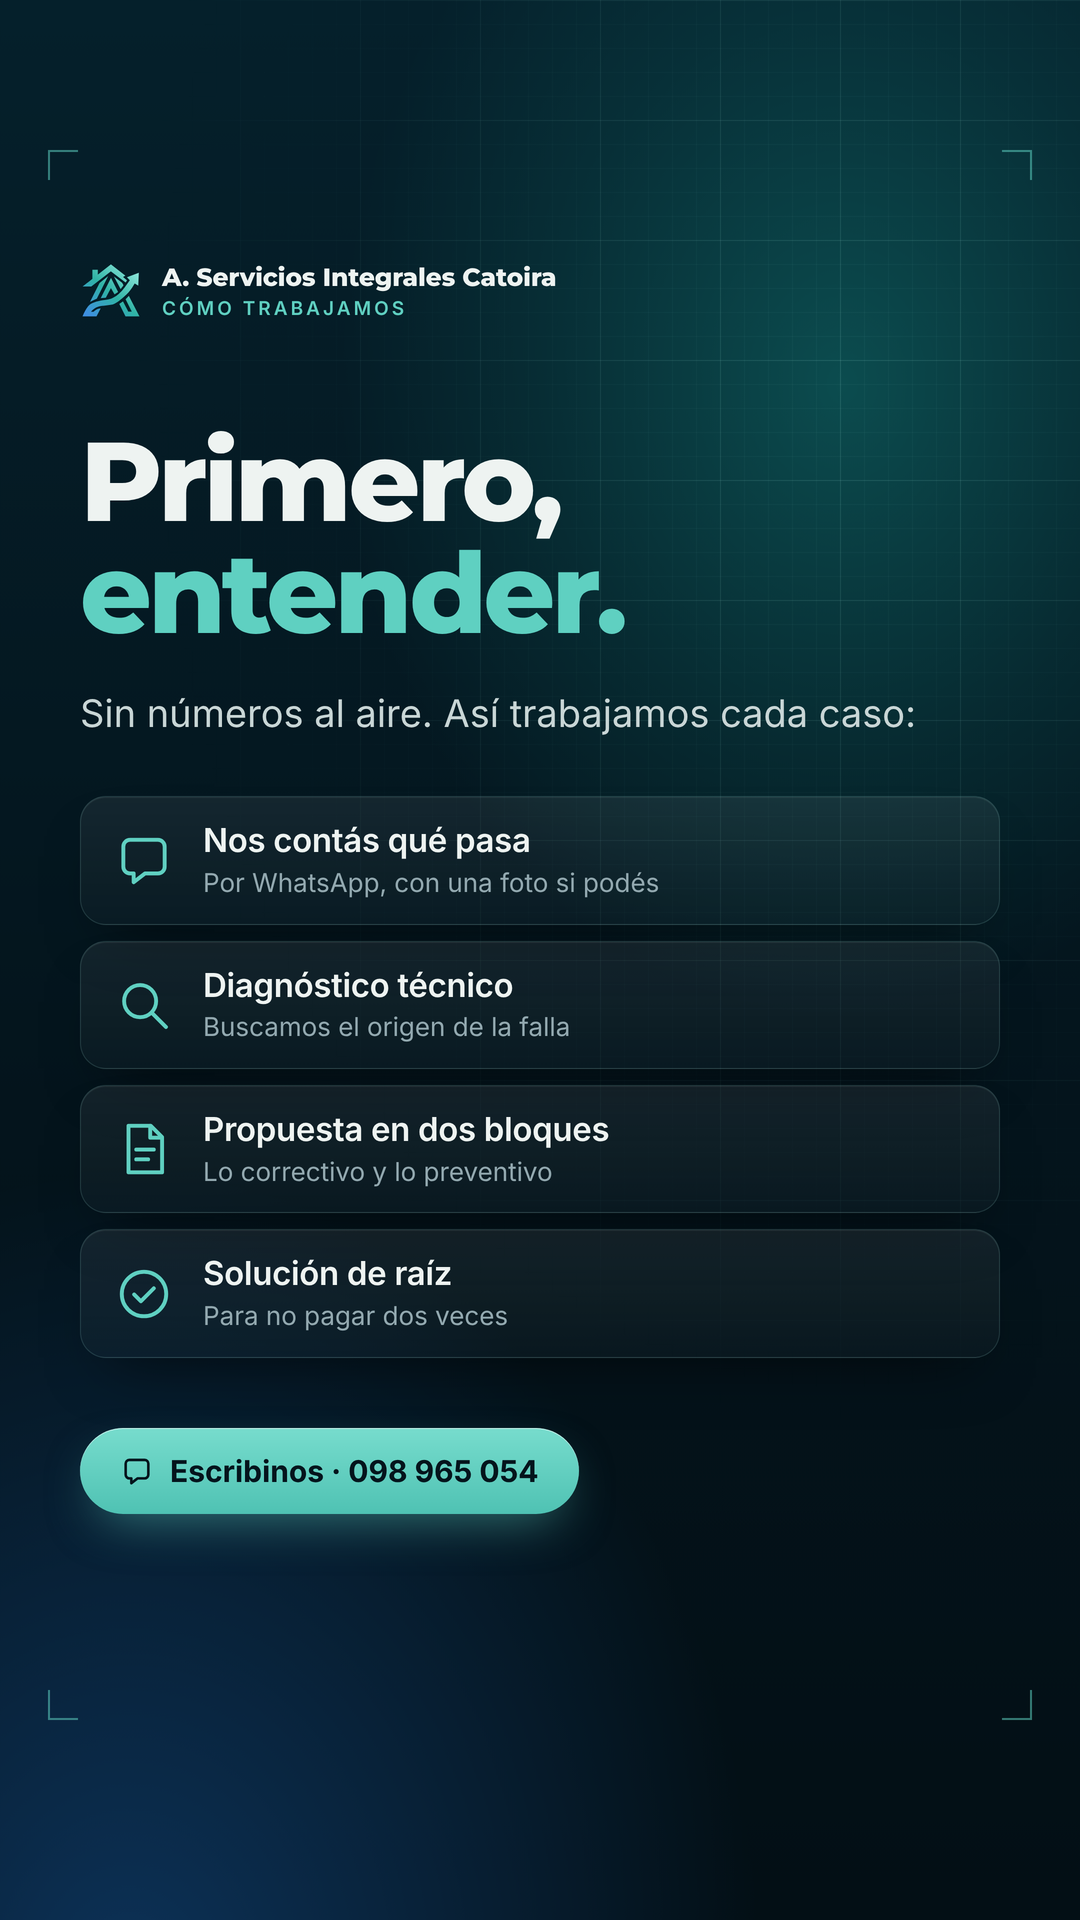 A. Servicios Integrales Catoira
CÓMO TRABAJAMOS
Primero,
entender.
Sin números al aire. Así trabajamos cada caso:
Nos contás qué pasa
Por WhatsApp, con una foto si podés
Diagnóstico técnico
Buscamos el origen de la falla
Propuesta en dos bloques
Lo correctivo y lo preventivo
Solución de raíz
Para no pagar dos veces
Escribinos · 098 965 054